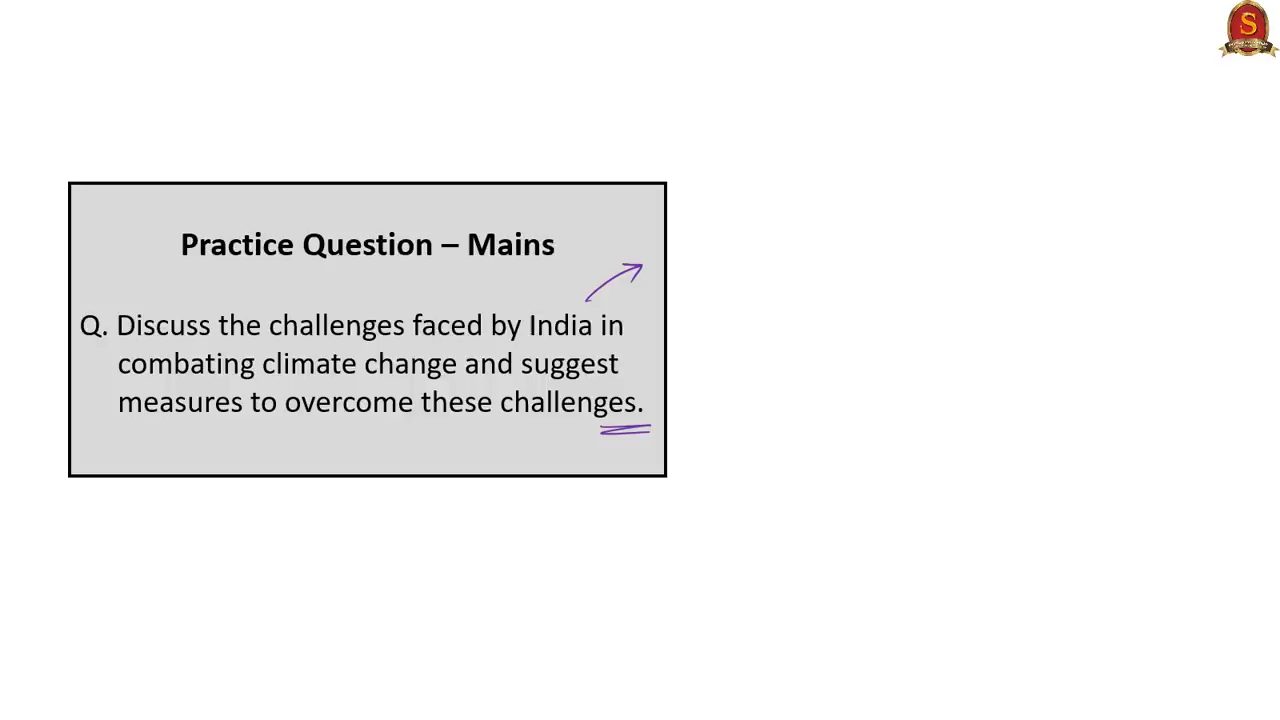 S
Practice Question – Mains
Q. Discuss the challenges faced by India in
combating climate change and suggest
measures to overcome these challenges.